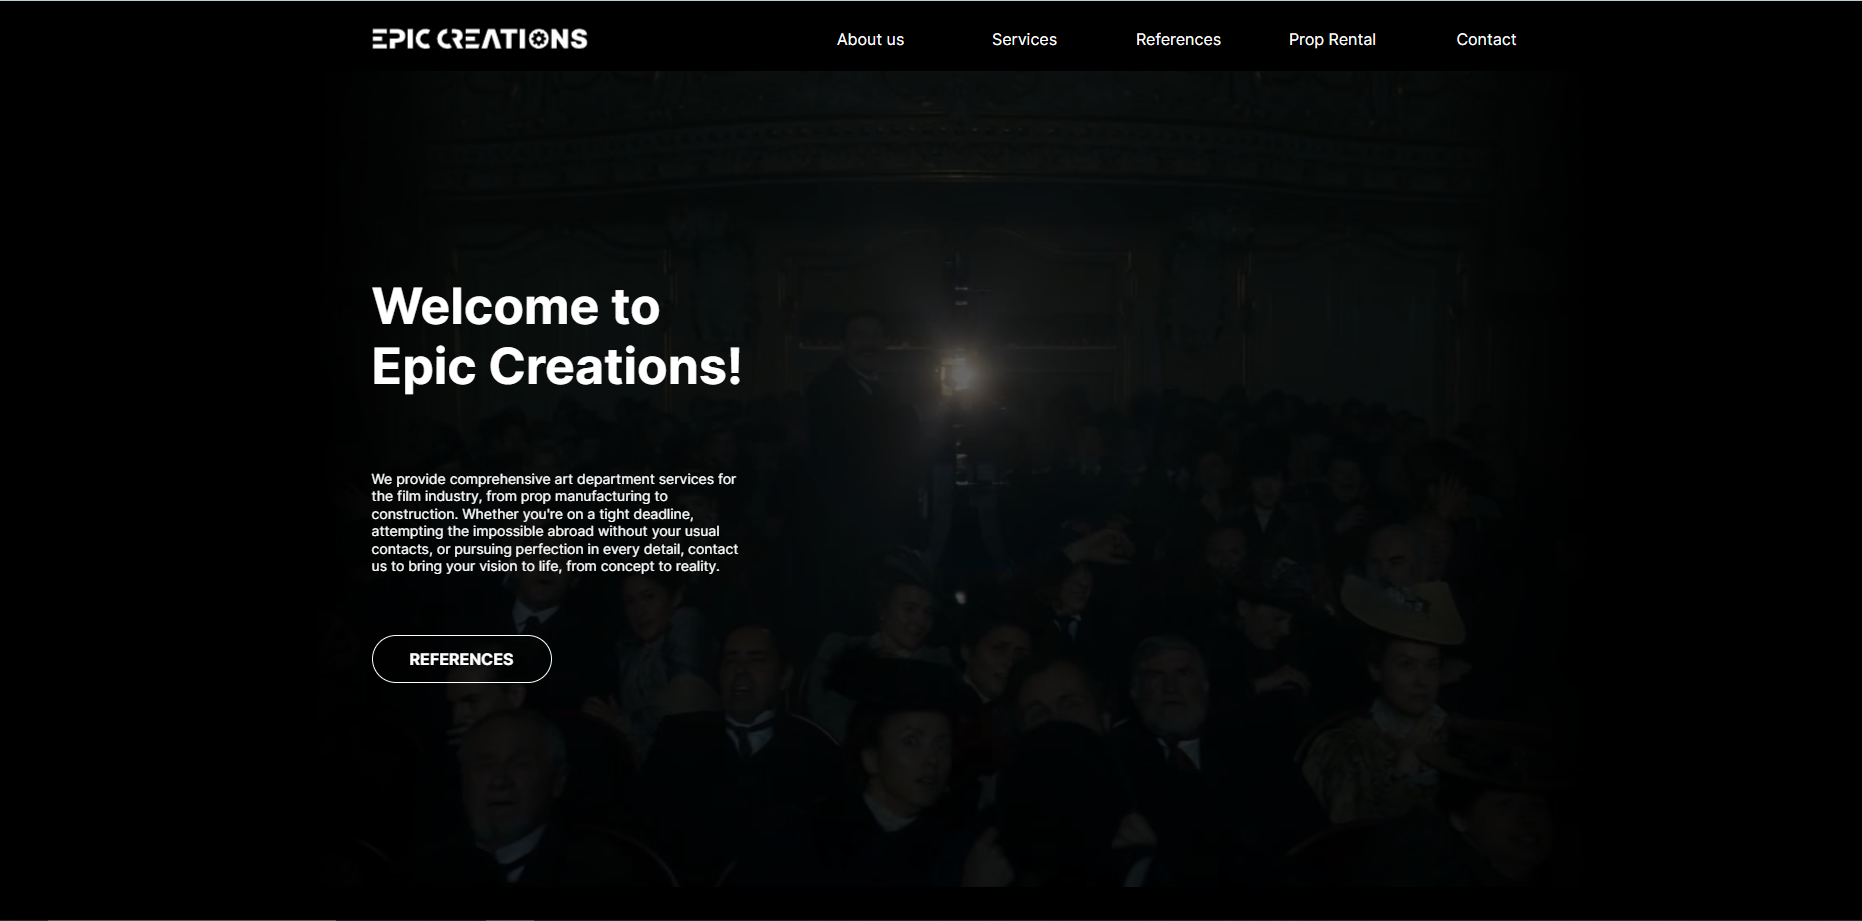 EPIC CREATIONS
About us
Services
References
Prop Rental
Contact
Welcome to
Epic Creations!
We provide comprehensive art department services for
the film industry, from prop manufacturing to
construction. Whether you're on a tight deadline,
attempting the impossible abroad without your usual
contacts, or pursuing perfection in every detail, contact
us to bring your vision to life, from concept to reality.
REFERENCES